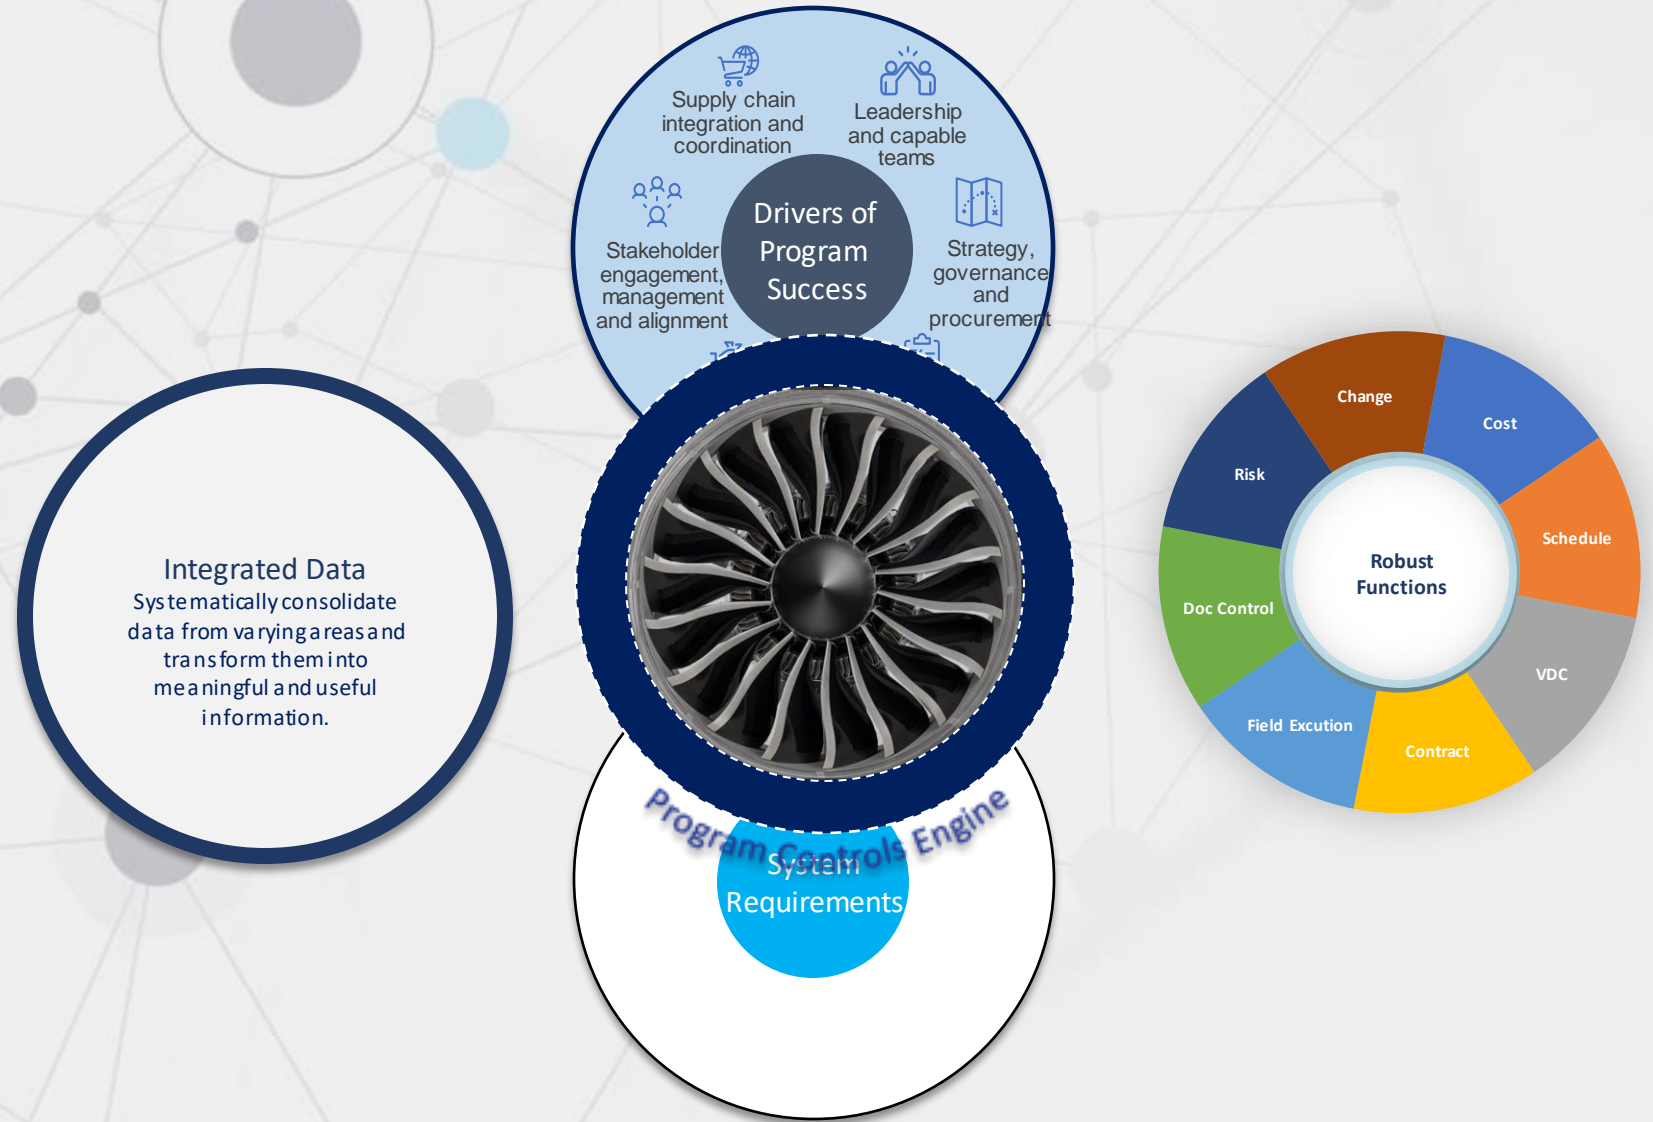 Supply chain
integration and
coordination
Leadership
and capable
teams
Drivers of
Program
Success
Stakeholder
engagement,
management
and alignment
Strategy,
governance
and
procurement
Integrated Data
Systematically consolidate
data from varying areas and
transform them into
meaningful and useful
information.
Change
Cost
Risk
Schedule
Robust
Functions
Doc Control
VDC
Field Excution
Contract
Program Controls Engine
System
Requirements